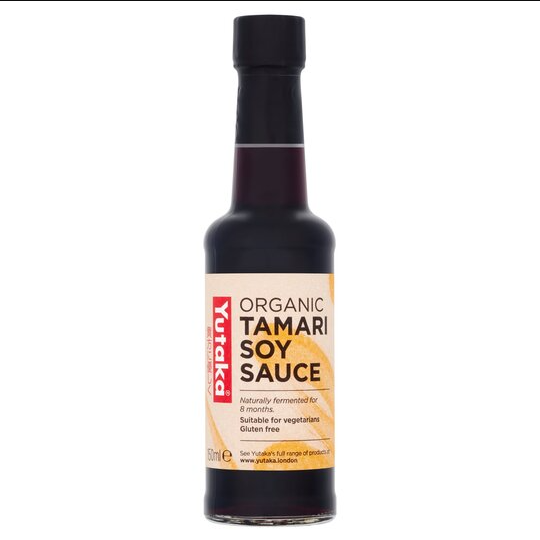 Yutaka®
ORGANIC
TAMARI
SOY
SAUCE
Naturally fermented for
8 months.
Suitable for vegetarians
Gluten free
See Yutaka's full range of products at
www.yutaka.london
150ml e